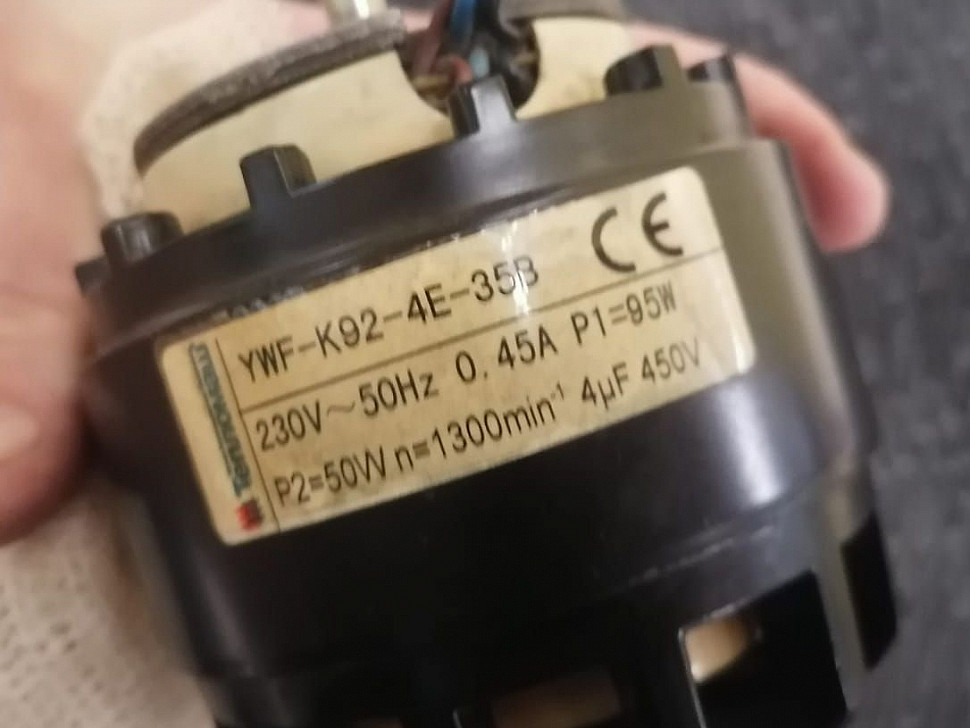 YWF-K92-4E-35B CE
230V~50Hz 0.45A P1=95W
P2=50W n=1300min⁻¹ 4μF 450V